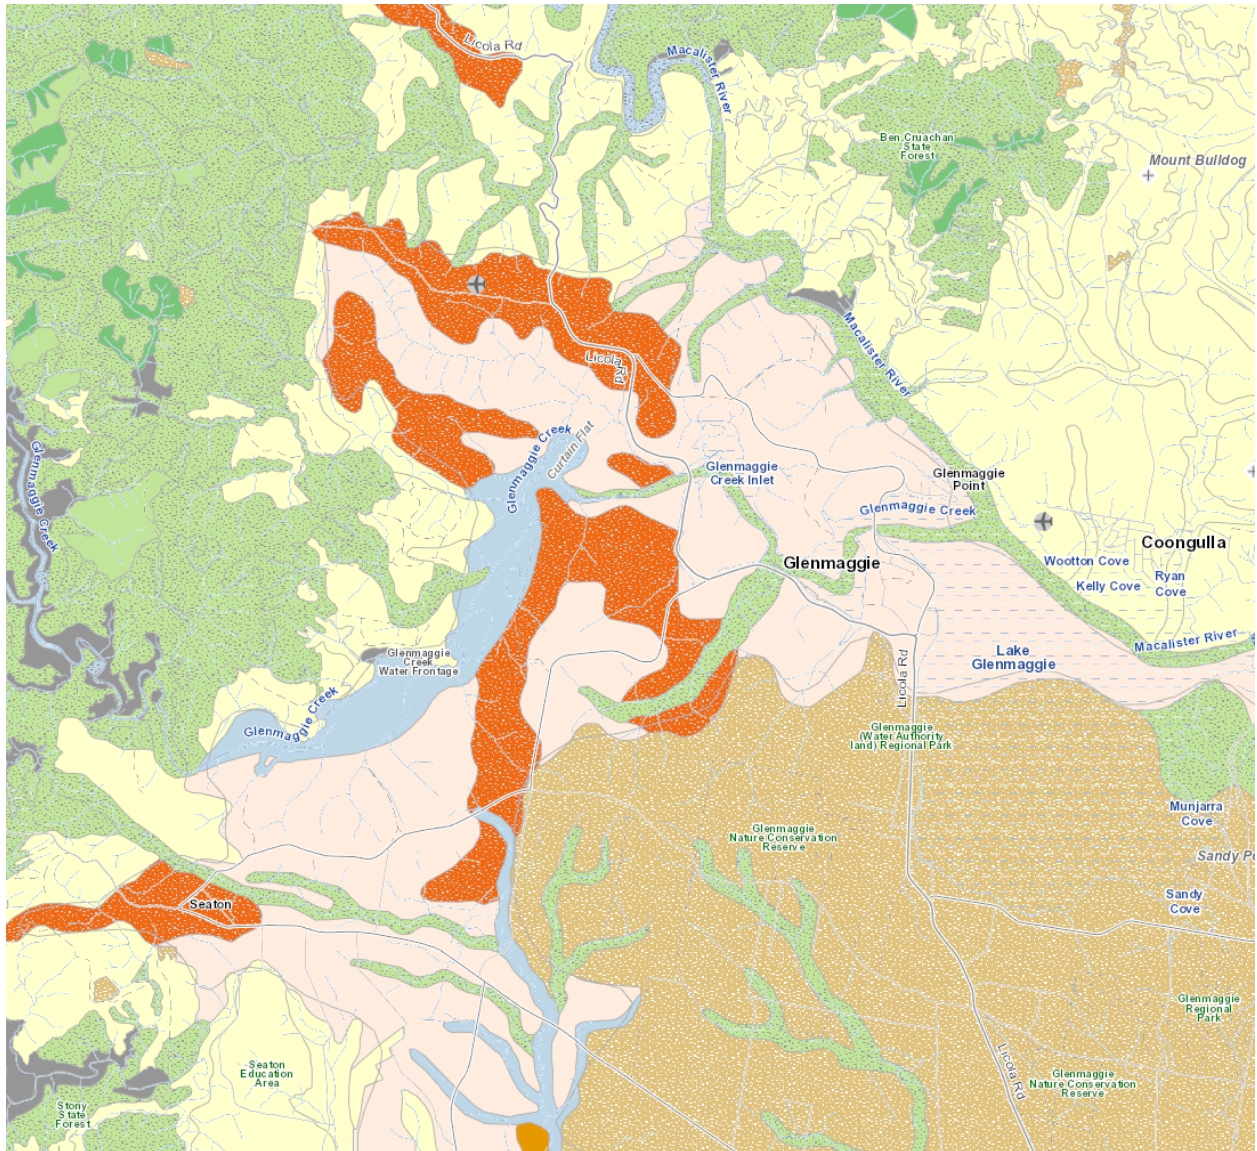 Licola Rd
Macalister River
Ben Cruachan
State
Forest
Mount Bulldog
Macalister River
Licola Rd
Glenmaggie Creek
Curtain Flat
Glenmaggie Creek
Glenmaggie
Creek Inlet
Glenmaggie
Point
Glenmaggie Creek
Glenmaggie
Coongulla
Wootton Cove
Kelly Cove
Ryan
Cove
Macalister River
Lake
Glenmaggie
Glenmaggie
Creek
Water Frontage
Licola Rd
Glenmaggie Creek
Glenmaggie
(Water Authority
land) Regional Park
Munjarra
Cove
Glenmaggie
Nature Conservation
Reserve
Sandy
Seaton
Sandy
Cove
Glenmaggie
Regional
Park
Licola Rd
Seaton
Education
Area
Glenmaggie
Nature Conservation
Reserve
Stony
State
Forest